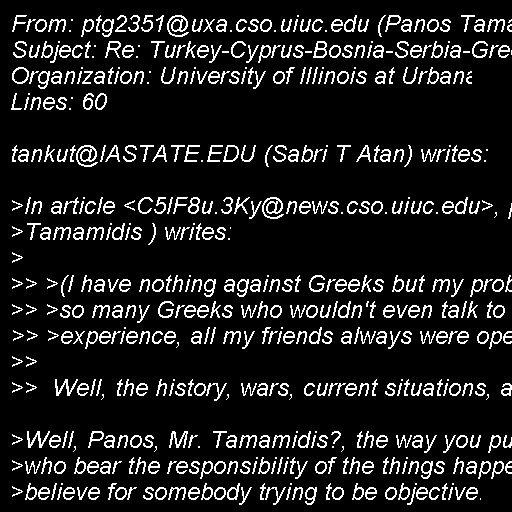 From: ptg2351@uxa.cso.uiuc.edu (Panos Tama
Subject: Re: Turkey-Cyprus-Bosnia-Serbia-Gre
Organization: University of Illinois at Urbana
Lines: 60

tankut@IASTATE.EDU (Sabri T Atan) writes:

>In article <C5IF8u.3Ky@news.cso.uiuc.edu>, p
>Tamamidis ) writes:
>
>> >(I have nothing against Greeks but my prob
>> >so many Greeks who wouldn't even talk to
>> >experience, all my friends always were ope
>>
>>  Well, the history, wars, current situations, a

>Well, Panos, Mr. Tamamidis?, the way you pu
>who bear the responsibility of the things happe
>believe for somebody trying to be objective.